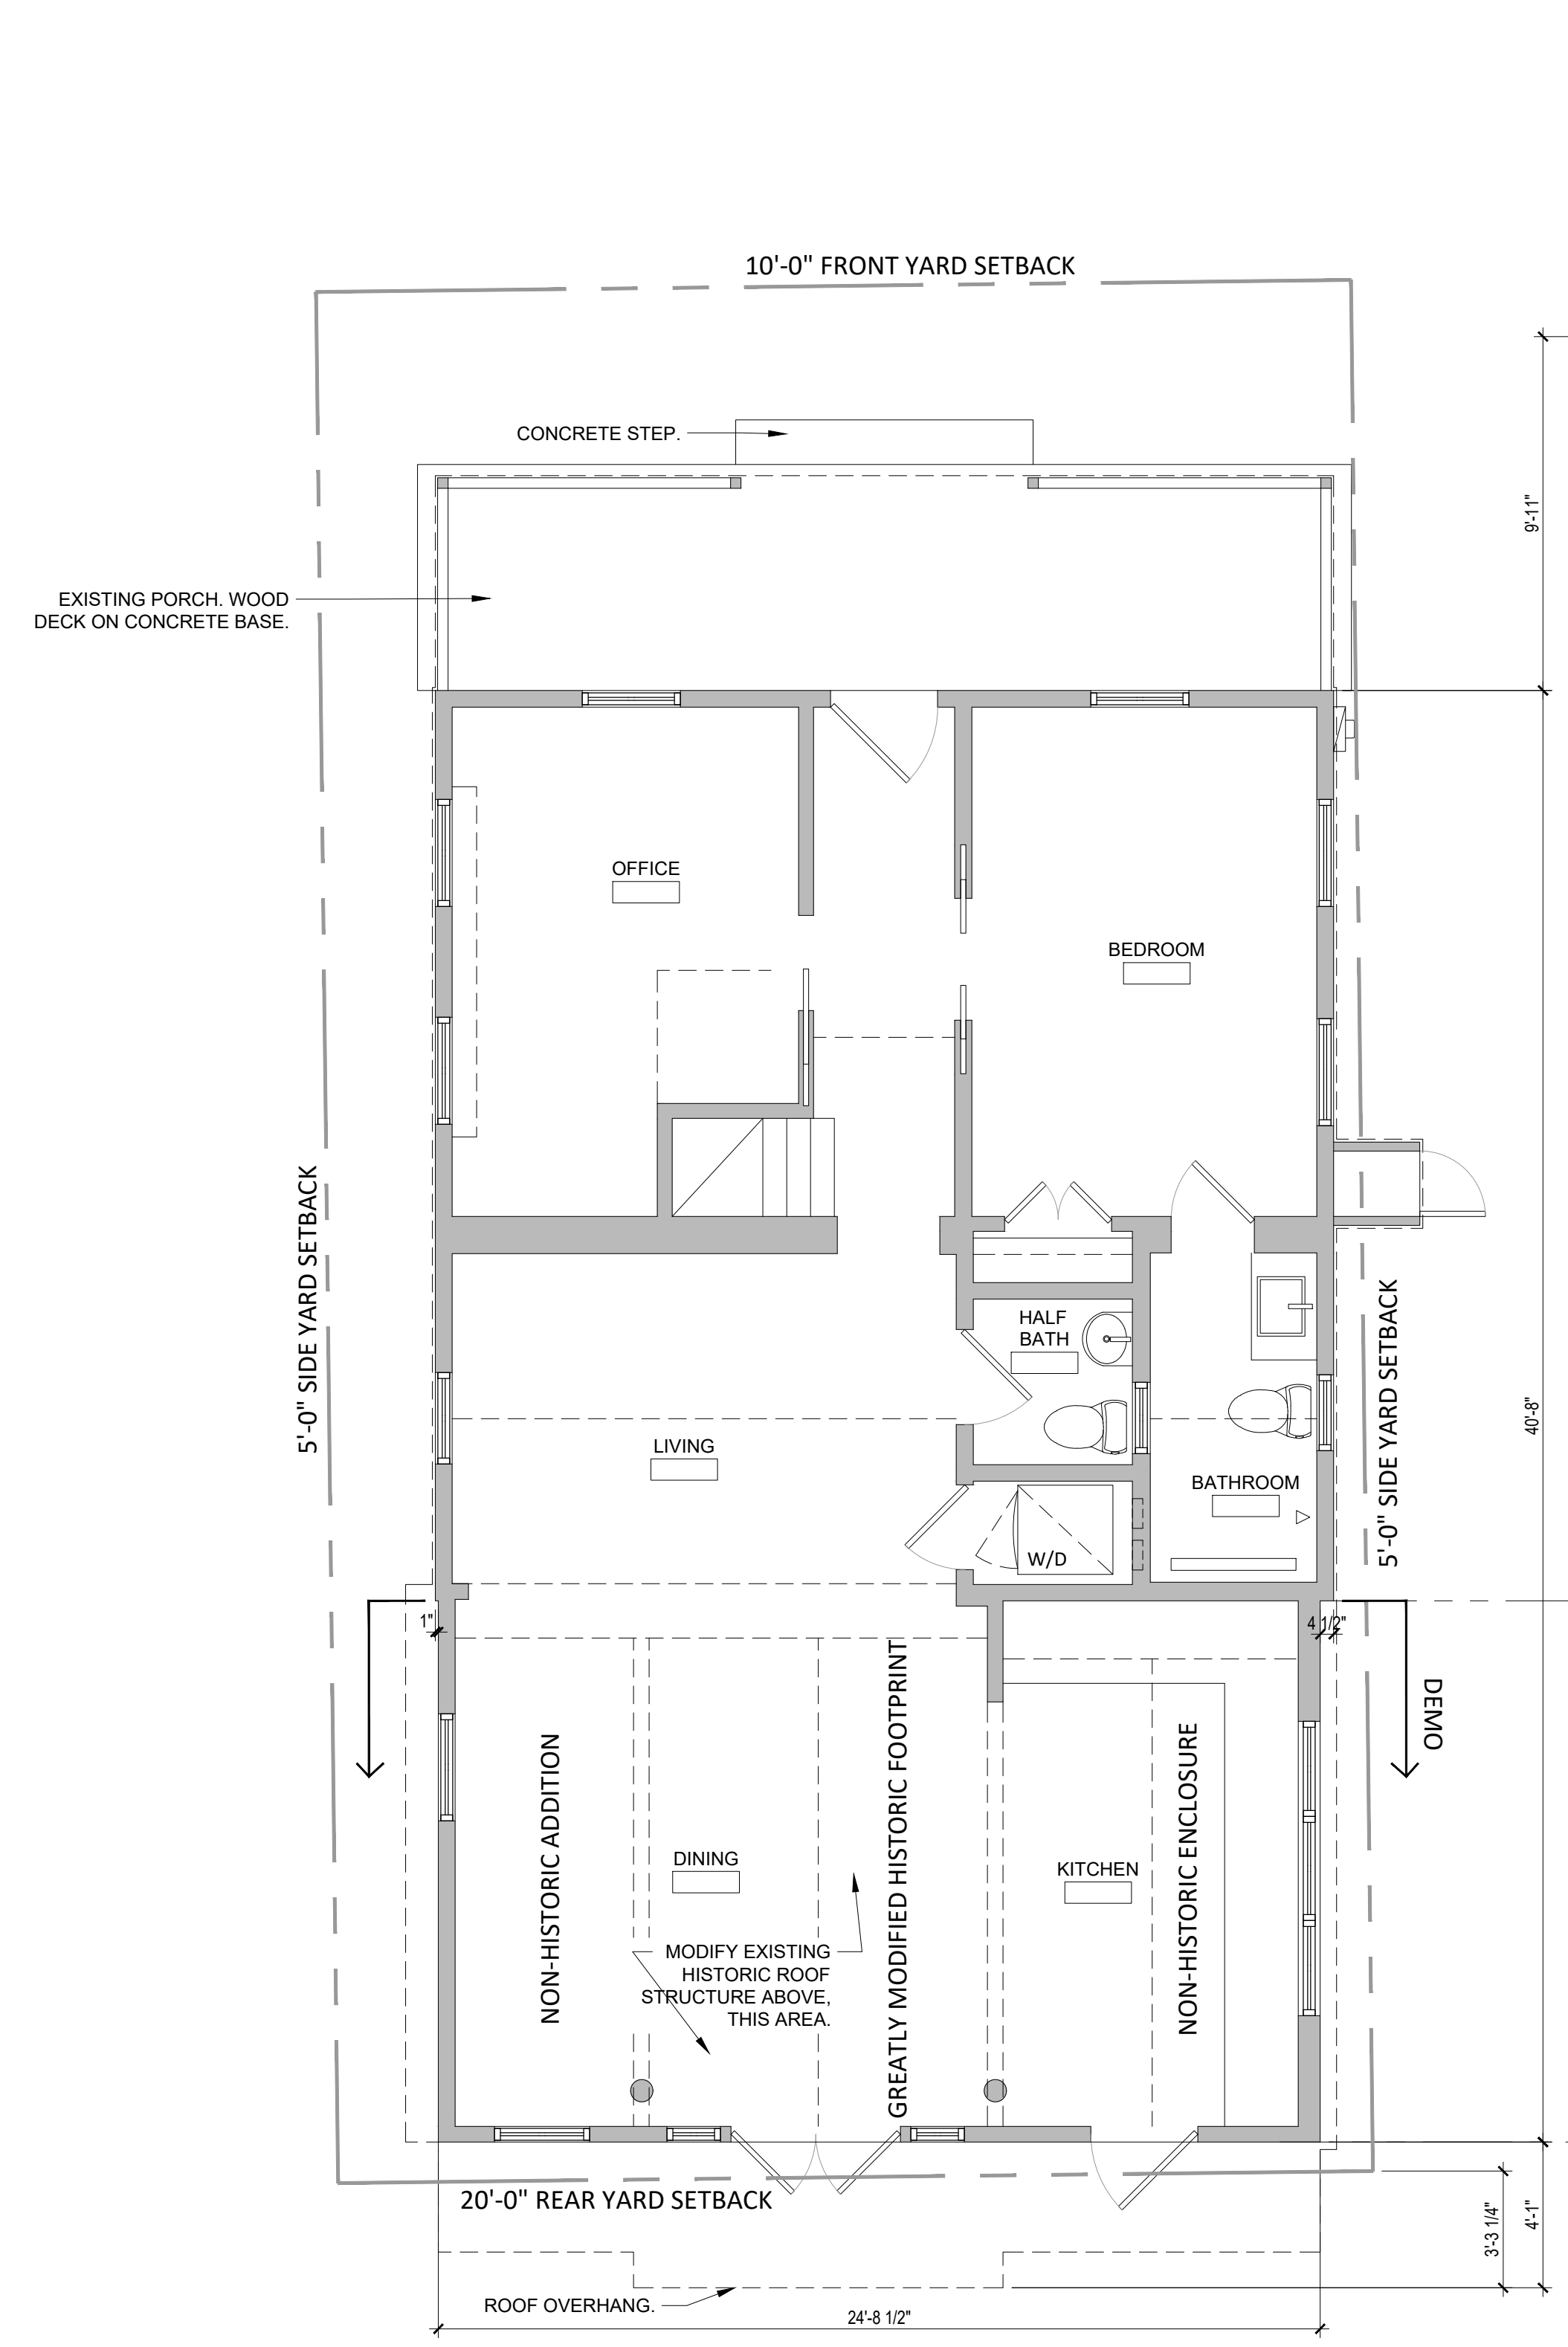 10'-0" FRONT YARD SETBACK
CONCRETE STEP.
9'-11"
EXISTING PORCH. WOOD
DECK ON CONCRETE BASE.
OFFICE
BEDROOM
5'-0" SIDE YARD SETBACK
HALF
BATH
5'-0" SIDE YARD SETBACK
40'-8"
LIVING
BATHROOM
W/D
1"
4 1/2"
DEMO
NON-HISTORIC ADDITION
GREATLY MODIFIED HISTORIC FOOTPRINT
NON-HISTORIC ENCLOSURE
DINING
KITCHEN
MODIFY EXISTING
HISTORIC ROOF
STRUCTURE ABOVE,
THIS AREA.
20'-0" REAR YARD SETBACK
3'-3 1/4"
4'-1"
ROOF OVERHANG.
24'-8 1/2"